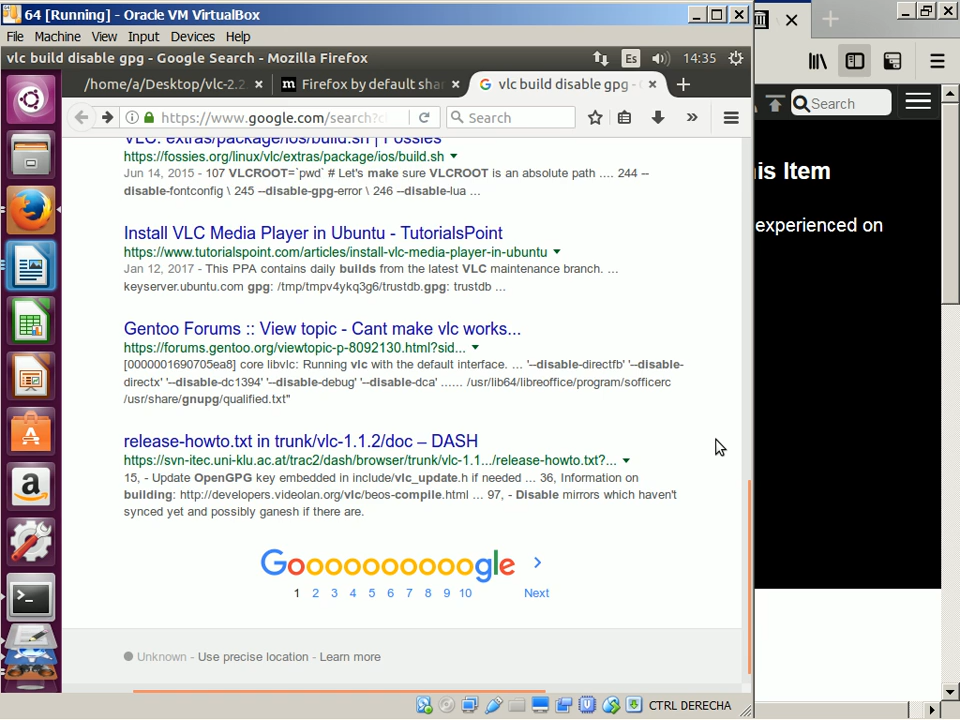 64 [Running] - Oracle VM VirtualBox
File Machine View Input Devices Help
vlc build disable gpg - Google Search - Mozilla Firefox
Es 14:35
/home/a/Desktop/vlc-2.2
m Firefox by default sha
G vlc build disable gpg -
https://www.google.com/search?
Search
Search
VLC: extras/package/ios/build.sh | Fossies
https://fossies.org/linux/vlc/extras/package/ios/build.sh
Jun 14, 2015 - 107 VLCROOT=`pwd` # Let's make sure VLCROOT is an absolute path .... 244 --
disable-fontconfig \ 245 --disable-gpg-error \ 246 --disable-lua ...
Install VLC Media Player in Ubuntu - TutorialsPoint
https://www.tutorialspoint.com/articles/install-vlc-media-player-in-ubuntu
Jan 12, 2017 - This PPA contains daily builds from the latest VLC maintenance branch. ...
keyserver.ubuntu.com gpg: /tmp/tmpv4ykq3g6/trustdb.gpg: trustdb ...
Gentoo Forums :: View topic - Cant make vlc works...
https://forums.gentoo.org/viewtopic-p-8092130.html?sid...
[0000001690705ea8] core libvlc: Running vlc with the default interface. ... '--disable-directfb' '--disable-
directx' '--disable-dc1394' '--disable-debug' '--disable-dca' ...... /usr/lib64/libreoffice/program/sofficerc
/usr/share/gnupg/qualified.txt"
release-howto.txt in trunk/vlc-1.1.2/doc – DASH
https://svn-itec.uni-klu.ac.at/trac2/dash/browser/trunk/vlc-1.1.../release-howto.txt?...
15, - Update OpenGPG key embedded in include/vlc_update.h if needed ... 36, Information on
building: http://developers.videolan.org/vlc/beos-compile.html ... 97, - Disable mirrors which haven't
synced yet and possibly ganesh if there are.
Goooooooooogle
1 2 3 4 5 6 7 8 9 10 Next
Unknown - Use precise location - Learn more
CTRL DERECHA
is Item
experienced on